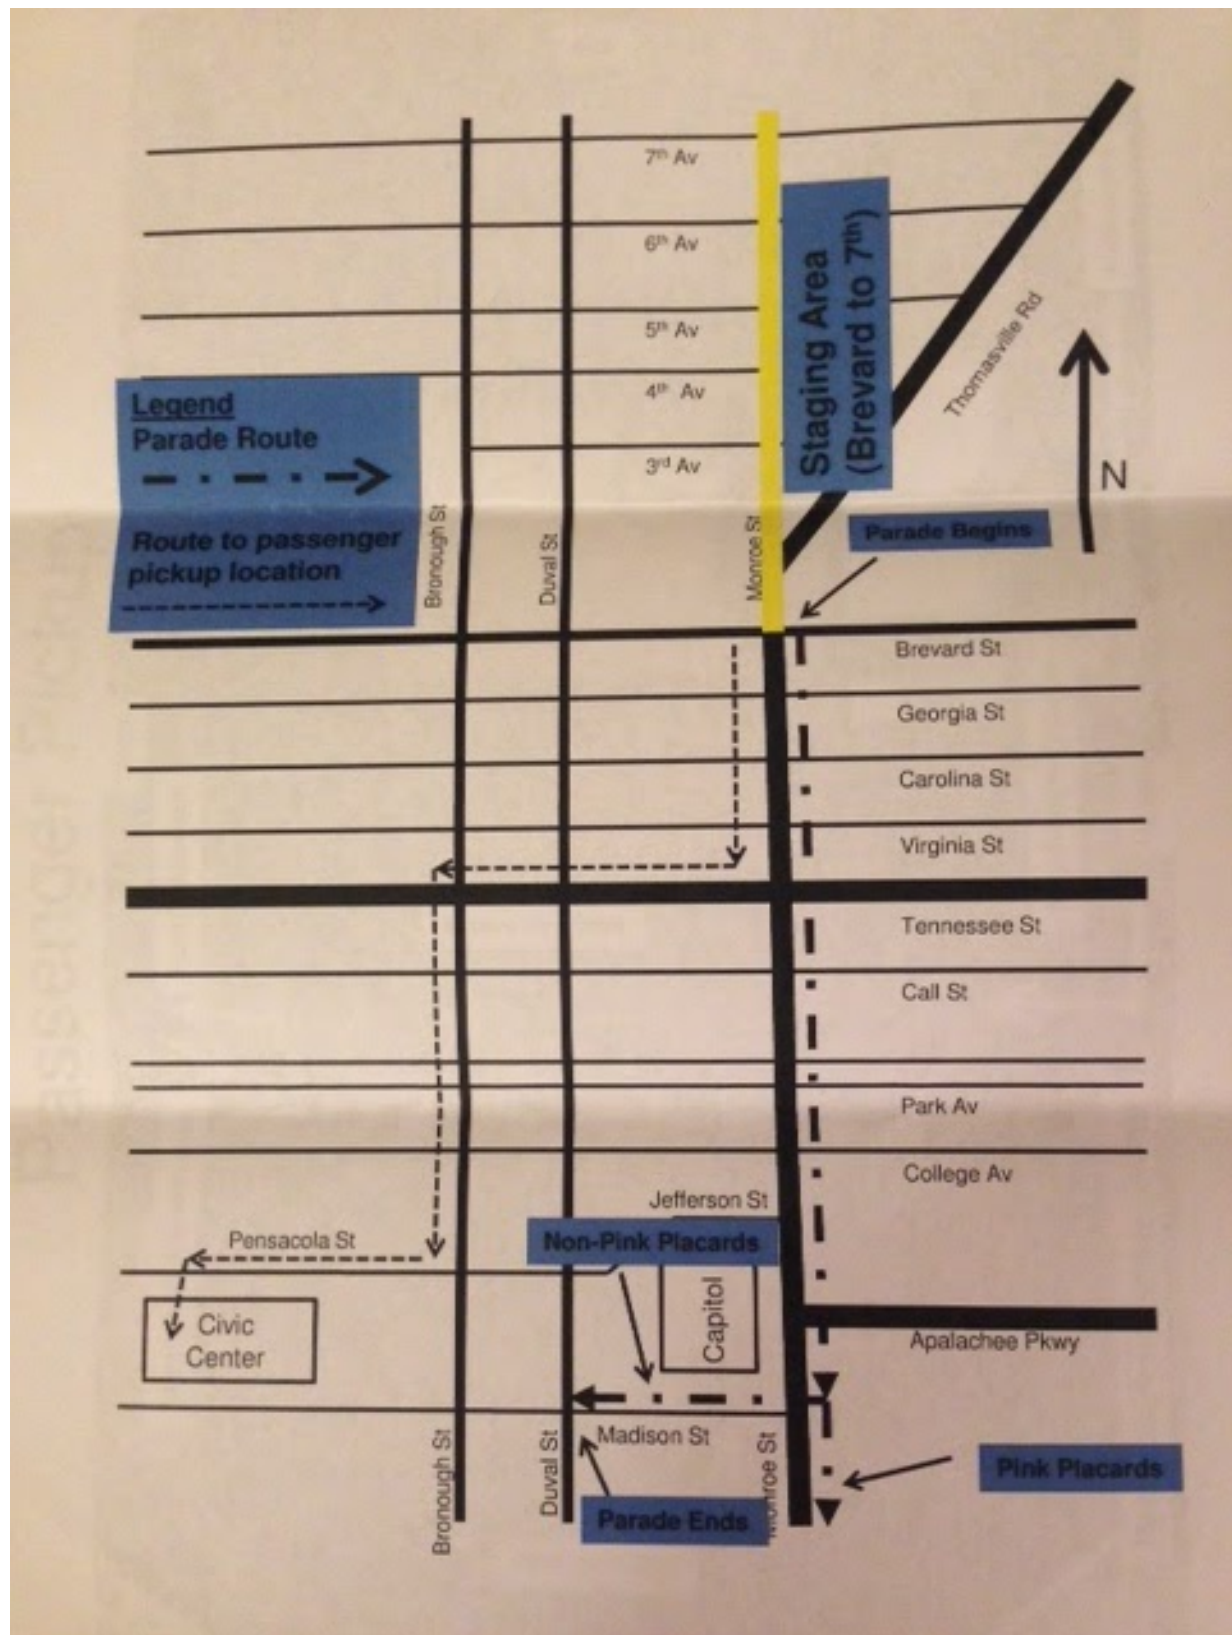 7th Av
6th Av
5th Av
4th Av
3rd Av
Staging Area
(Brevard to 7th)
Thomasville Rd
N
Legend
Parade Route
Route to passenger
pickup location
Bronough St
Duval St
Monroe St
Parade Begins
Brevard St
Georgia St
Carolina St
Virginia St
Tennessee St
Call St
Park Av
College Av
Jefferson St
Pensacola St
Non-Pink Placards
Capitol
Civic
Center
Apalachee Pkwy
Madison St
Bronough St
Duval St
Monroe St
Pink Placards
Parade Ends